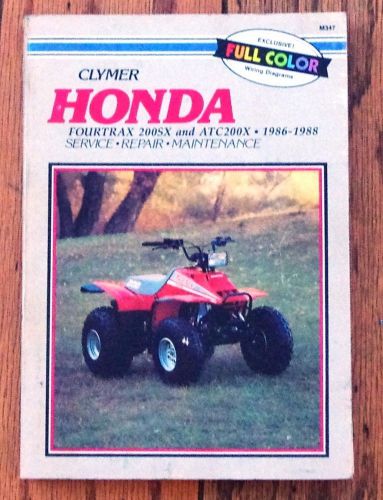 M347
EXCLUSIVE!
FULL COLOR
Wiring Diagrams
CLYMER
HONDA
FOURTRAX 200SX and ATC200X • 1986-1988
SERVICE • REPAIR • MAINTENANCE